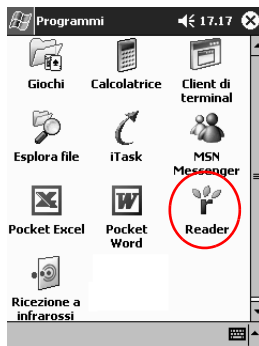 Programmi 17.17
Giochi Calcolatrice Client di
terminal
Esplora file iTask MSN
Messenger
Pocket Excel Pocket Reader
Word
Ricezione a
infrarossi